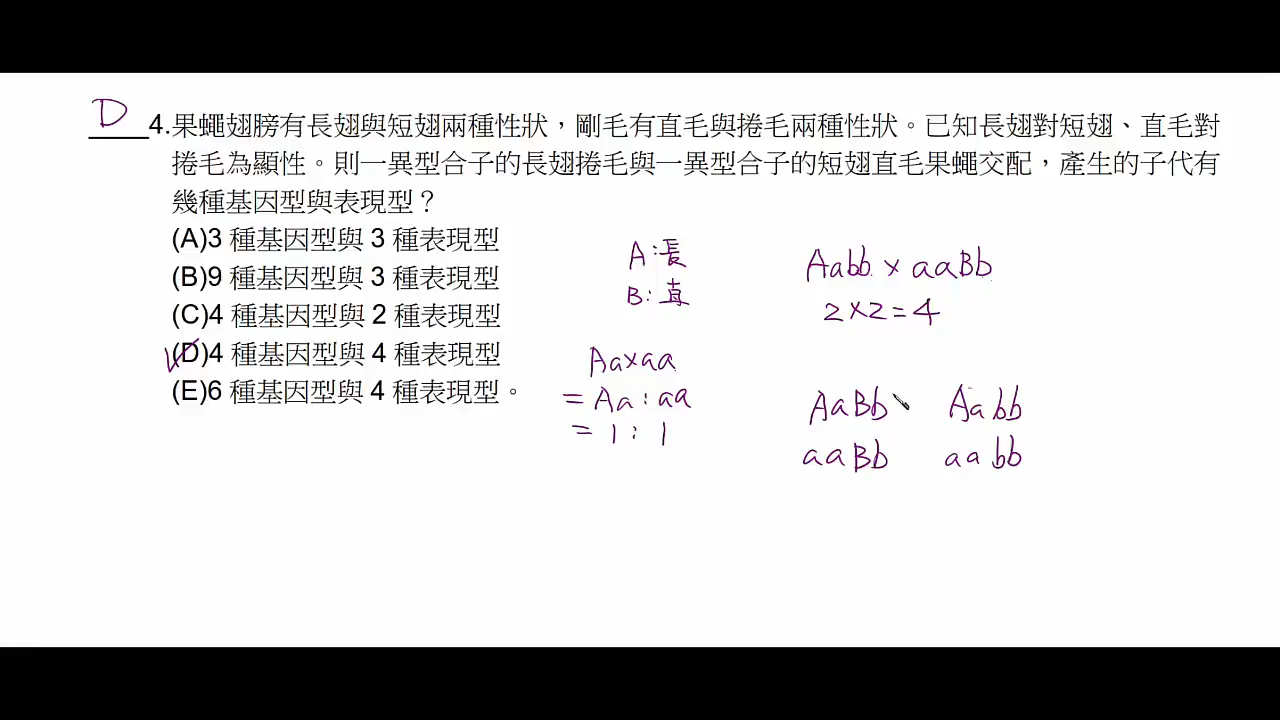 D
4.果蠅翅膀有長翅與短翅兩種性狀，剛毛有直毛與捲毛兩種性狀。已知長翅對短翅、直毛對
捲毛為顯性。則一異型合子的長翅捲毛與一異型合子的短翅直毛果蠅交配，產生的子代有
幾種基因型與表現型？
(A)3 種基因型與 3 種表現型
(B)9 種基因型與 3 種表現型
(C)4 種基因型與 2 種表現型
(D)4 種基因型與 4 種表現型
(E)6 種基因型與 4 種表現型。
A:長
B:直
Aa×aa
= Aa : aa
= 1 : 1
Aabb × aaBb
2×2=4
AaBb Aabb
aaBb aabb